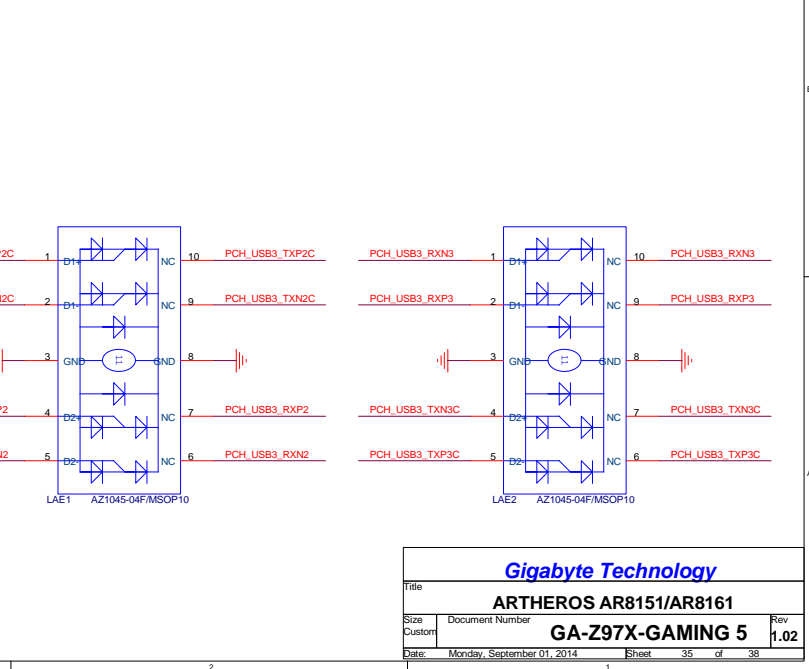 P2C 1 D1+ NC 10 PCH_USB3_TXP2C PCH_USB3_RXN3 1 D1+ NC 10 PCH_USB3_RXN3
2 D1- NC 9 PCH_USB3_TXN2C PCH_USB3_RXP3 2 D1- NC 9 PCH_USB3_RXP3
3 GND 11 GND 8 3 GND 11 GND 8
P2 4 D2+ NC 7 PCH_USB3_RXP2 PCH_USB3_TXN3C 4 D2+ NC 7 PCH_USB3_TXN3C
5 D2- NC 6 PCH_USB3_RXN2 PCH_USB3_TXP3C 5 D2- NC 6 PCH_USB3_TXP3C
LAE1 AZ1045-04F/MSOP10 LAE2 AZ1045-04F/MSOP10
Gigabyte Technology
Title
ARTHEROS AR8151/AR8161
Size Document Number Rev
Custom GA-Z97X-GAMING 5 1.02
Date: Monday, September 01, 2014 Sheet 35 of 38
2 1